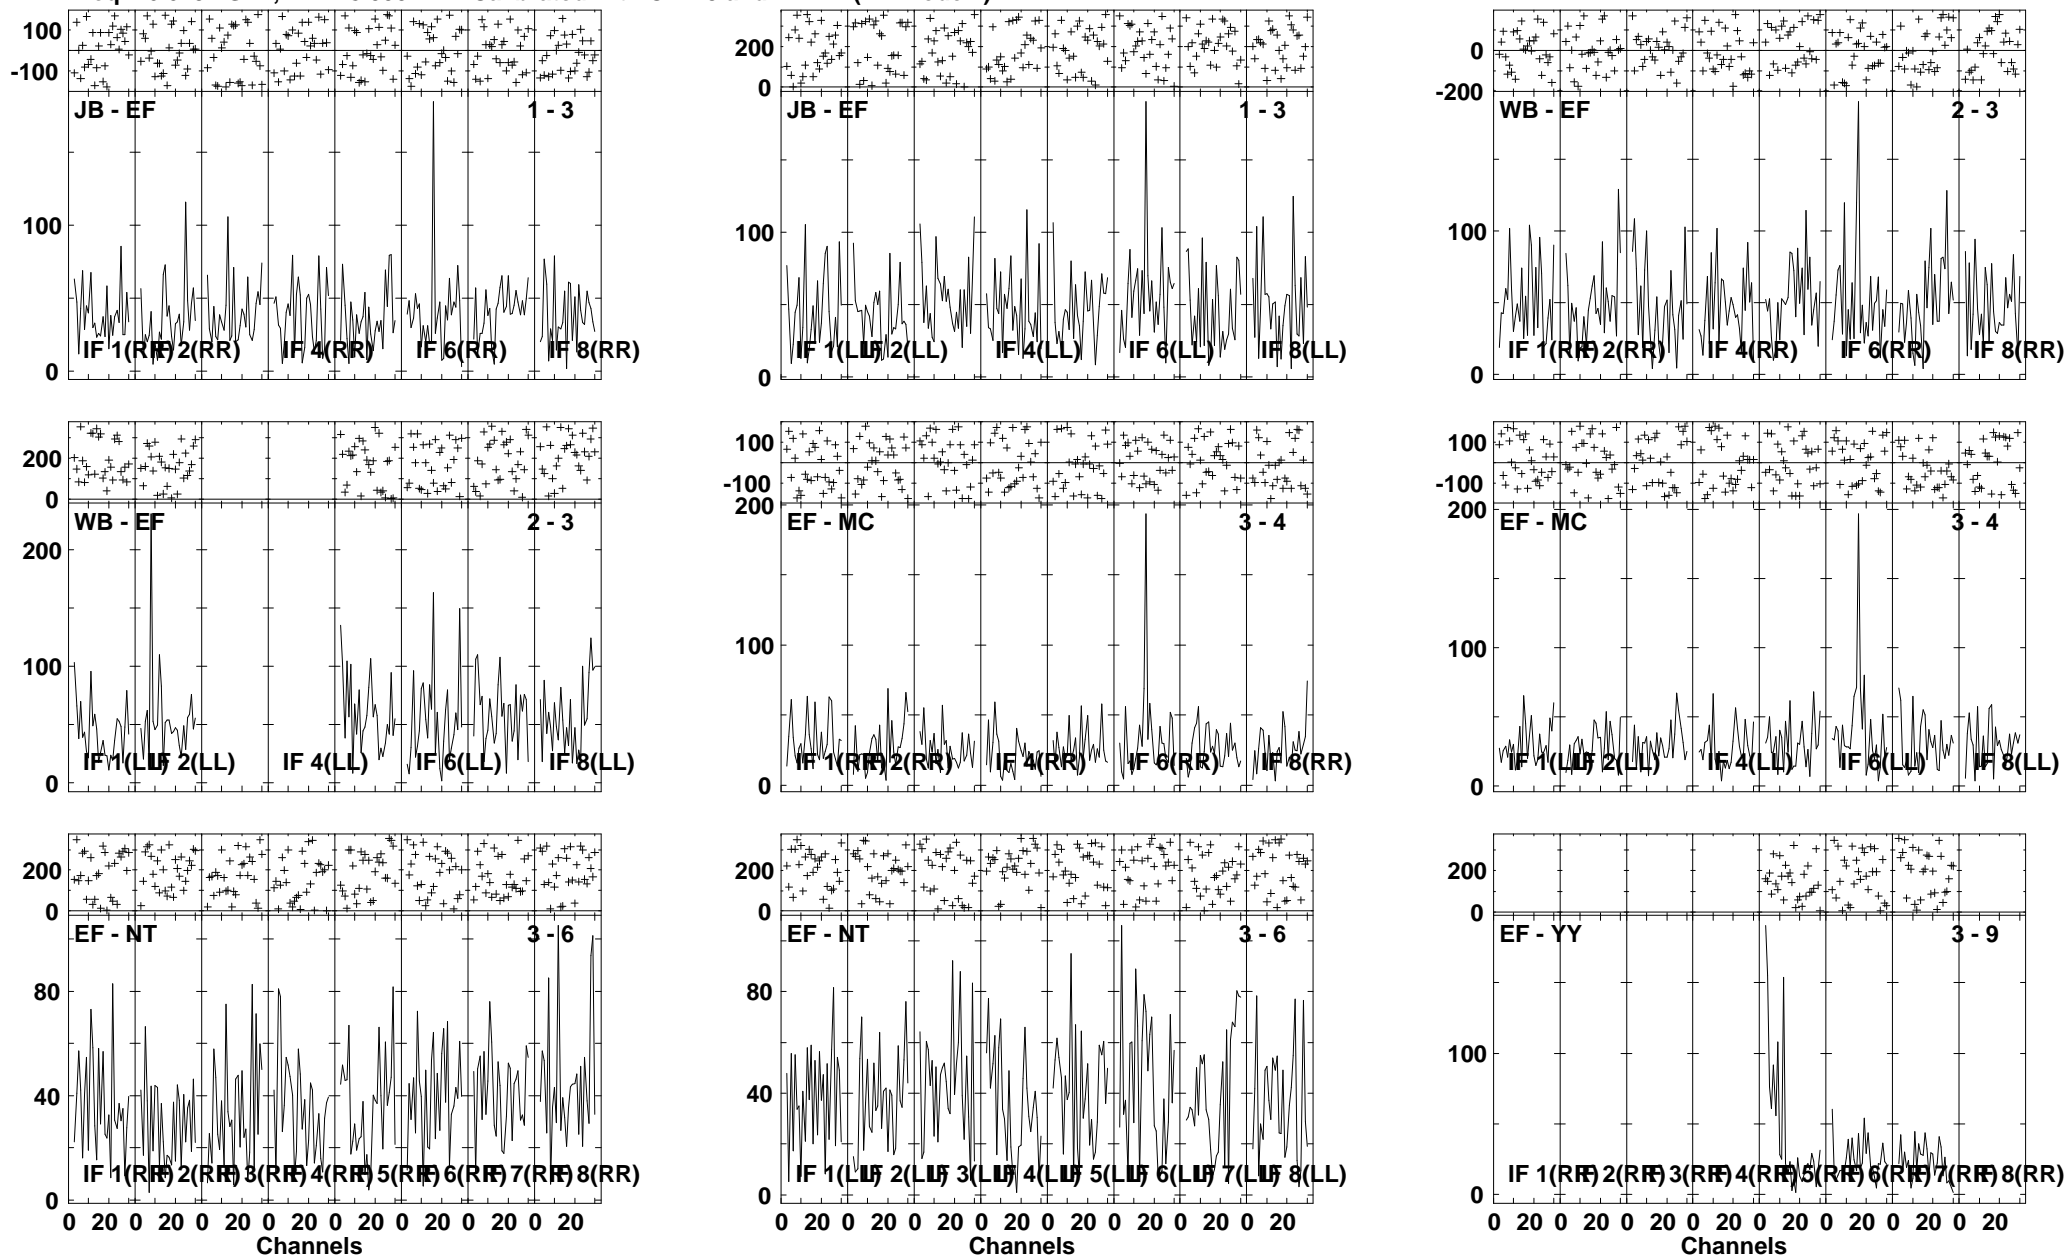 100
-100
JB - EF 1 - 3
100
0
IF 1(RR) IF 2(RR) IF 4(RR) IF 6(RR) IF 8(RR)
200
0
JB - EF 1 - 3
100
0
IF 1(LL) IF 2(LL) IF 4(LL) IF 6(LL) IF 8(LL)
0
-200
WB - EF 2 - 3
100
0
IF 1(RR) IF 2(RR) IF 4(RR) IF 6(RR) IF 8(RR)
200
0
WB - EF 2 - 3
200
100
0
IF 1(LL) IF 2(LL) IF 4(LL) IF 6(LL) IF 8(LL)
100
-100
200
EF - MC 3 - 4
100
0
IF 1(RR) IF 2(RR) IF 4(RR) IF 6(RR) IF 8(RR)
100
-100
200
EF - MC 3 - 4
100
0
IF 1(LL) IF 2(LL) IF 4(LL) IF 6(LL) IF 8(LL)
200
0
EF - NT 3 - 6
80
40
0
IF 1(RR) IF 2(RR) IF 3(RR) IF 4(RR) IF 5(RR) IF 6(RR) IF 7(RR) IF 8(RR)
0 20 0 20 0 20 0 20 0 20 0 20 0 20 0 20
Channels
200
0
EF - NT 3 - 6
80
40
0
IF 1(LL) IF 2(LL) IF 3(LL) IF 4(LL) IF 5(LL) IF 6(LL) IF 7(LL) IF 8(LL)
0 20 0 20 0 20 0 20 0 20 0 20 0 20 0 20
Channels
200
0
EF - YY 3 - 9
100
0
IF 1(RR) IF 2(RR) IF 3(RR) IF 4(RR) IF 5(RR) IF 6(RR) IF 7(RR) IF 8(RR)
0 20 0 20 0 20 0 20 0 20 0 20 0 20 0 20
Channels